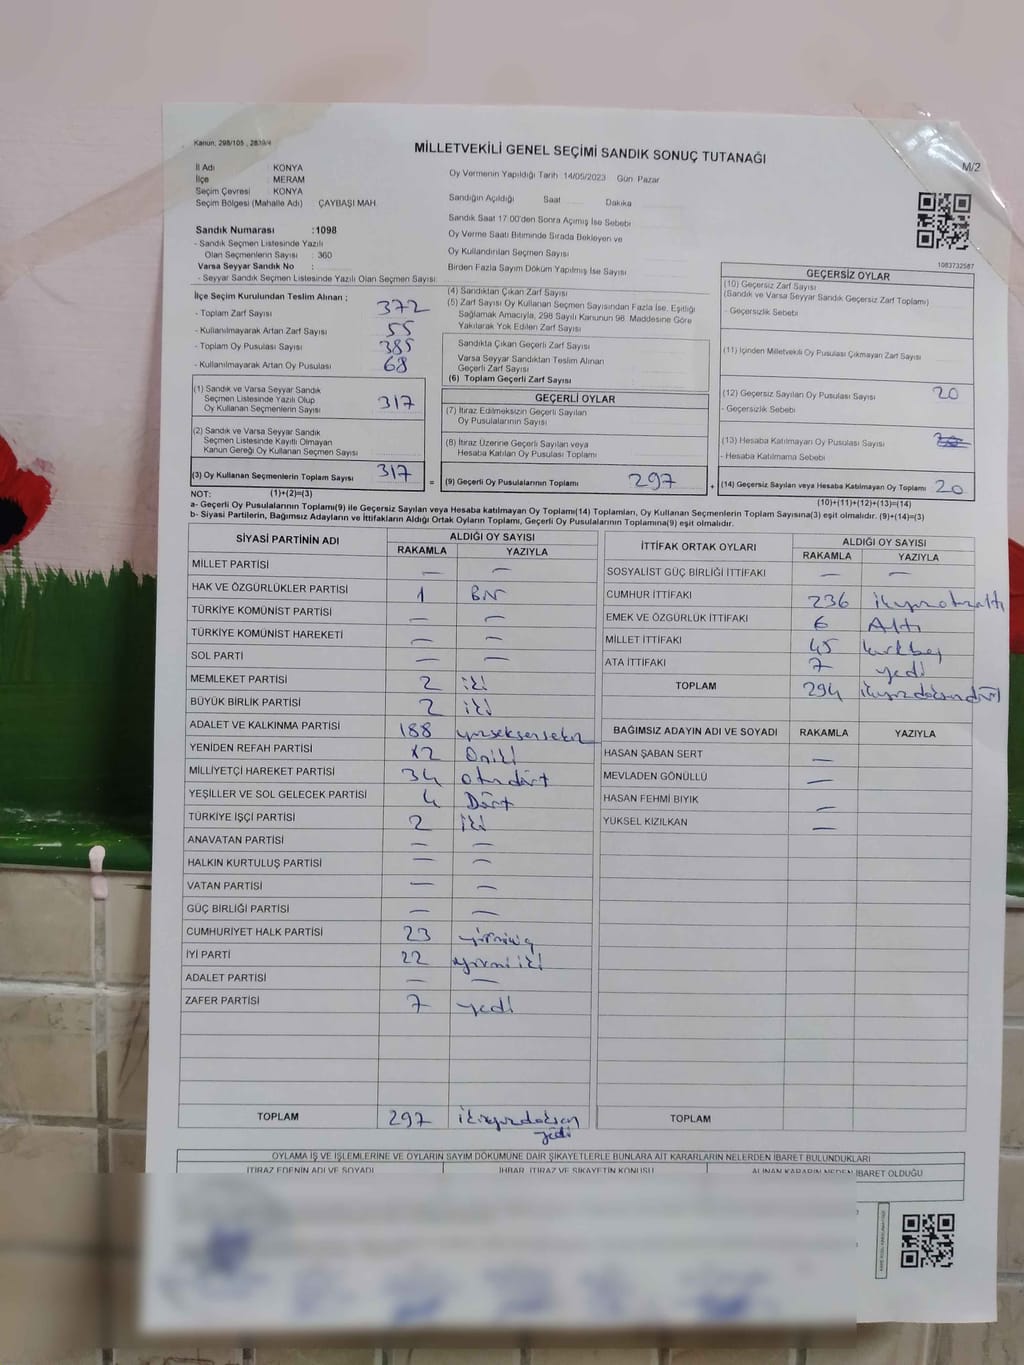 Kanun, 298/105 , 2839/4
MİLLETVEKİLİ GENEL SEÇİMİ SANDIK SONUÇ TUTANAĞI
M/2
İl Adı : KONYA
İlçe : MERAM
Seçim Çevresi : KONYA
Seçim Bölgesi (Mahalle Adı) ÇAYBAŞI MAH.
Oy Vermenin Yapıldığı Tarih 14/05/2023 Gün Pazar
Sandığın Açıldığı Saat Dakika
Sandık Saat 17:00'den Sonra Açımış İse Sebebi
Oy Verme Saati Bitiminde Sırada Bekleyen ve
Oy Kullandırılan Seçmen Sayısı
Birden Fazla Sayım Döküm Yapılmış İse Sayısı
Sandık Numarası :1098
- Sandık Seçmen Listesinde Yazılı
Olan Seçmenlerin Sayısı : 360
Varsa Seyyar Sandık No :
- Seyyar Sandık Seçmen Listesinde Yazılı Olan Seçmen Sayısı:
1083732587
İlçe Seçim Kurulundan Teslim Alınan ;
- Toplam Zarf Sayısı 372
- Kullanılmayarak Artan Zarf Sayısı 55
- Toplam Oy Pusulası Sayısı 385
- Kullanılmayarak Artan Oy Pusulası 68
(1) Sandık ve Varsa Seyyar Sandık
Seçmen Listesinde Yazılı Olup
Oy Kullanan Seçmenlerin Sayısı 317
(2) Sandık ve Varsa Seyyar Sandık
Seçmen Listesinde Kayıtlı Olmayan
Kanun Gereği Oy Kullanan Seçmen Sayısı
(3) Oy Kullanan Seçmenlerin Toplam Sayısı 317 =
(4) Sandıktan Çıkan Zarf Sayısı
(5) Zarf Sayısı Oy Kullanan Seçmen Sayısından Fazla İse, Eşitliği
Sağlamak Amacıyla, 298 Sayılı Kanunun 98. Maddesine Göre
Yakılarak Yok Edilen Zarf Sayısı
Sandıkta Çıkan Geçerli Zarf Sayısı
Varsa Seyyar Sandıktan Teslim Alınan
Geçerli Zarf Sayısı
(6) Toplam Geçerli Zarf Sayısı
GEÇERLİ OYLAR
(7) İtiraz Edilmeksizin Geçerli Sayılan
Oy Pusulalarının Sayısı
(8) İtiraz Üzerine Geçerli Sayılan veya
Hesaba Katılan Oy Pusulası Toplamı
(9) Geçerli Oy Pusulalarının Toplamı 297 +
GEÇERSİZ OYLAR
(10) Geçersiz Zarf Sayısı
(Sandık ve Varsa Seyyar Sandık Geçersiz Zarf Toplamı)
- Geçersizlik Sebebi
(11) İçinden Milletvekili Oy Pusulası Çıkmayan Zarf Sayısı
(12) Geçersiz Sayılan Oy Pusulası Sayısı 20
- Geçersizlik Sebebi
(13) Hesaba Katılmayan Oy Pusulası Sayısı
- Hesaba Katılmama Sebebi
(14) Geçersiz Sayılan veya Hesaba Katılmayan Oy Toplamı 20
NOT: (1)+(2)=(3)
(10)+(11)+(12)+(13)=(14)
a- Geçerli Oy Pusulalarının Toplamı(9) ile Geçersiz Sayılan veya Hesaba katılmayan Oy Toplamı(14) Toplamları, Oy Kullanan Seçmenlerin Toplam Sayısına(3) eşit olmalıdır. (9)+(14)=(3)
b- Siyasi Partilerin, Bağımsız Adayların ve İttifakların Aldığı Ortak Oyların Toplamı, Geçerli Oy Pusulalarının Toplamına(9) eşit olmalıdır.
SİYASİ PARTİNİN ADI ALDIĞI OY SAYISI
RAKAMLA YAZIYLA
MİLLET PARTİSİ — —
HAK VE ÖZGÜRLÜKLER PARTİSİ 1 Bir
TÜRKİYE KOMÜNİST PARTİSİ — —
TÜRKİYE KOMÜNİST HAREKETİ — —
SOL PARTİ — —
MEMLEKET PARTİSİ 2 iki
BÜYÜK BİRLİK PARTİSİ 2 iki
ADALET VE KALKINMA PARTİSİ 188 yüzseksensekiz
YENİDEN REFAH PARTİSİ 12 Oniki
MİLLİYETÇİ HAREKET PARTİSİ 34 otuzdört
YEŞİLLER VE SOL GELECEK PARTİSİ 4 Dört
TÜRKİYE İŞÇİ PARTİSİ 2 iki
ANAVATAN PARTİSİ — —
HALKIN KURTULUŞ PARTİSİ — —
VATAN PARTİSİ — —
GÜÇ BİRLİĞİ PARTİSİ — —
CUMHURİYET HALK PARTİSİ 23 yirmiüç
İYİ PARTİ 22 yirmiiki
ADALET PARTİSİ — —
ZAFER PARTİSİ 7 yedi
TOPLAM 297 ikiyüzdoksan
yedi
İTTİFAK ORTAK OYLARI ALDIĞI OY SAYISI
RAKAMLA YAZIYLA
SOSYALİST GÜÇ BİRLİĞİ İTTİFAKI — —
CUMHUR İTTİFAKI 236 ikiyüzotuzaltı
EMEK VE ÖZGÜRLÜK İTTİFAKI 6 Altı
MİLLET İTTİFAKI 45 kırkbeş
ATA İTTİFAKI 7 yedi
TOPLAM 294 ikiyüzdoksandört
BAĞIMSIZ ADAYIN ADI VE SOYADI RAKAMLA YAZIYLA
HASAN ŞABAN SERT —
MEVLADEN GÖNÜLLÜ —
HASAN FEHMİ BIYIK —
YÜKSEL KIZILKAN —
TOPLAM
OYLAMA İŞ VE İŞLEMLERİNE VE OYLARIN SAYIM DÖKÜMÜNE DAİR ŞİKAYETLERLE BUNLARA AİT KARARLARIN NELERDEN İBARET BULUNDUKLARI
İTİRAZ EDENİN ADI VE SOYADI İHBAR, İTİRAZ VE ŞİKAYETİN KONUSU ALINAN KARARIN NEDEN İBARET OLDUĞU